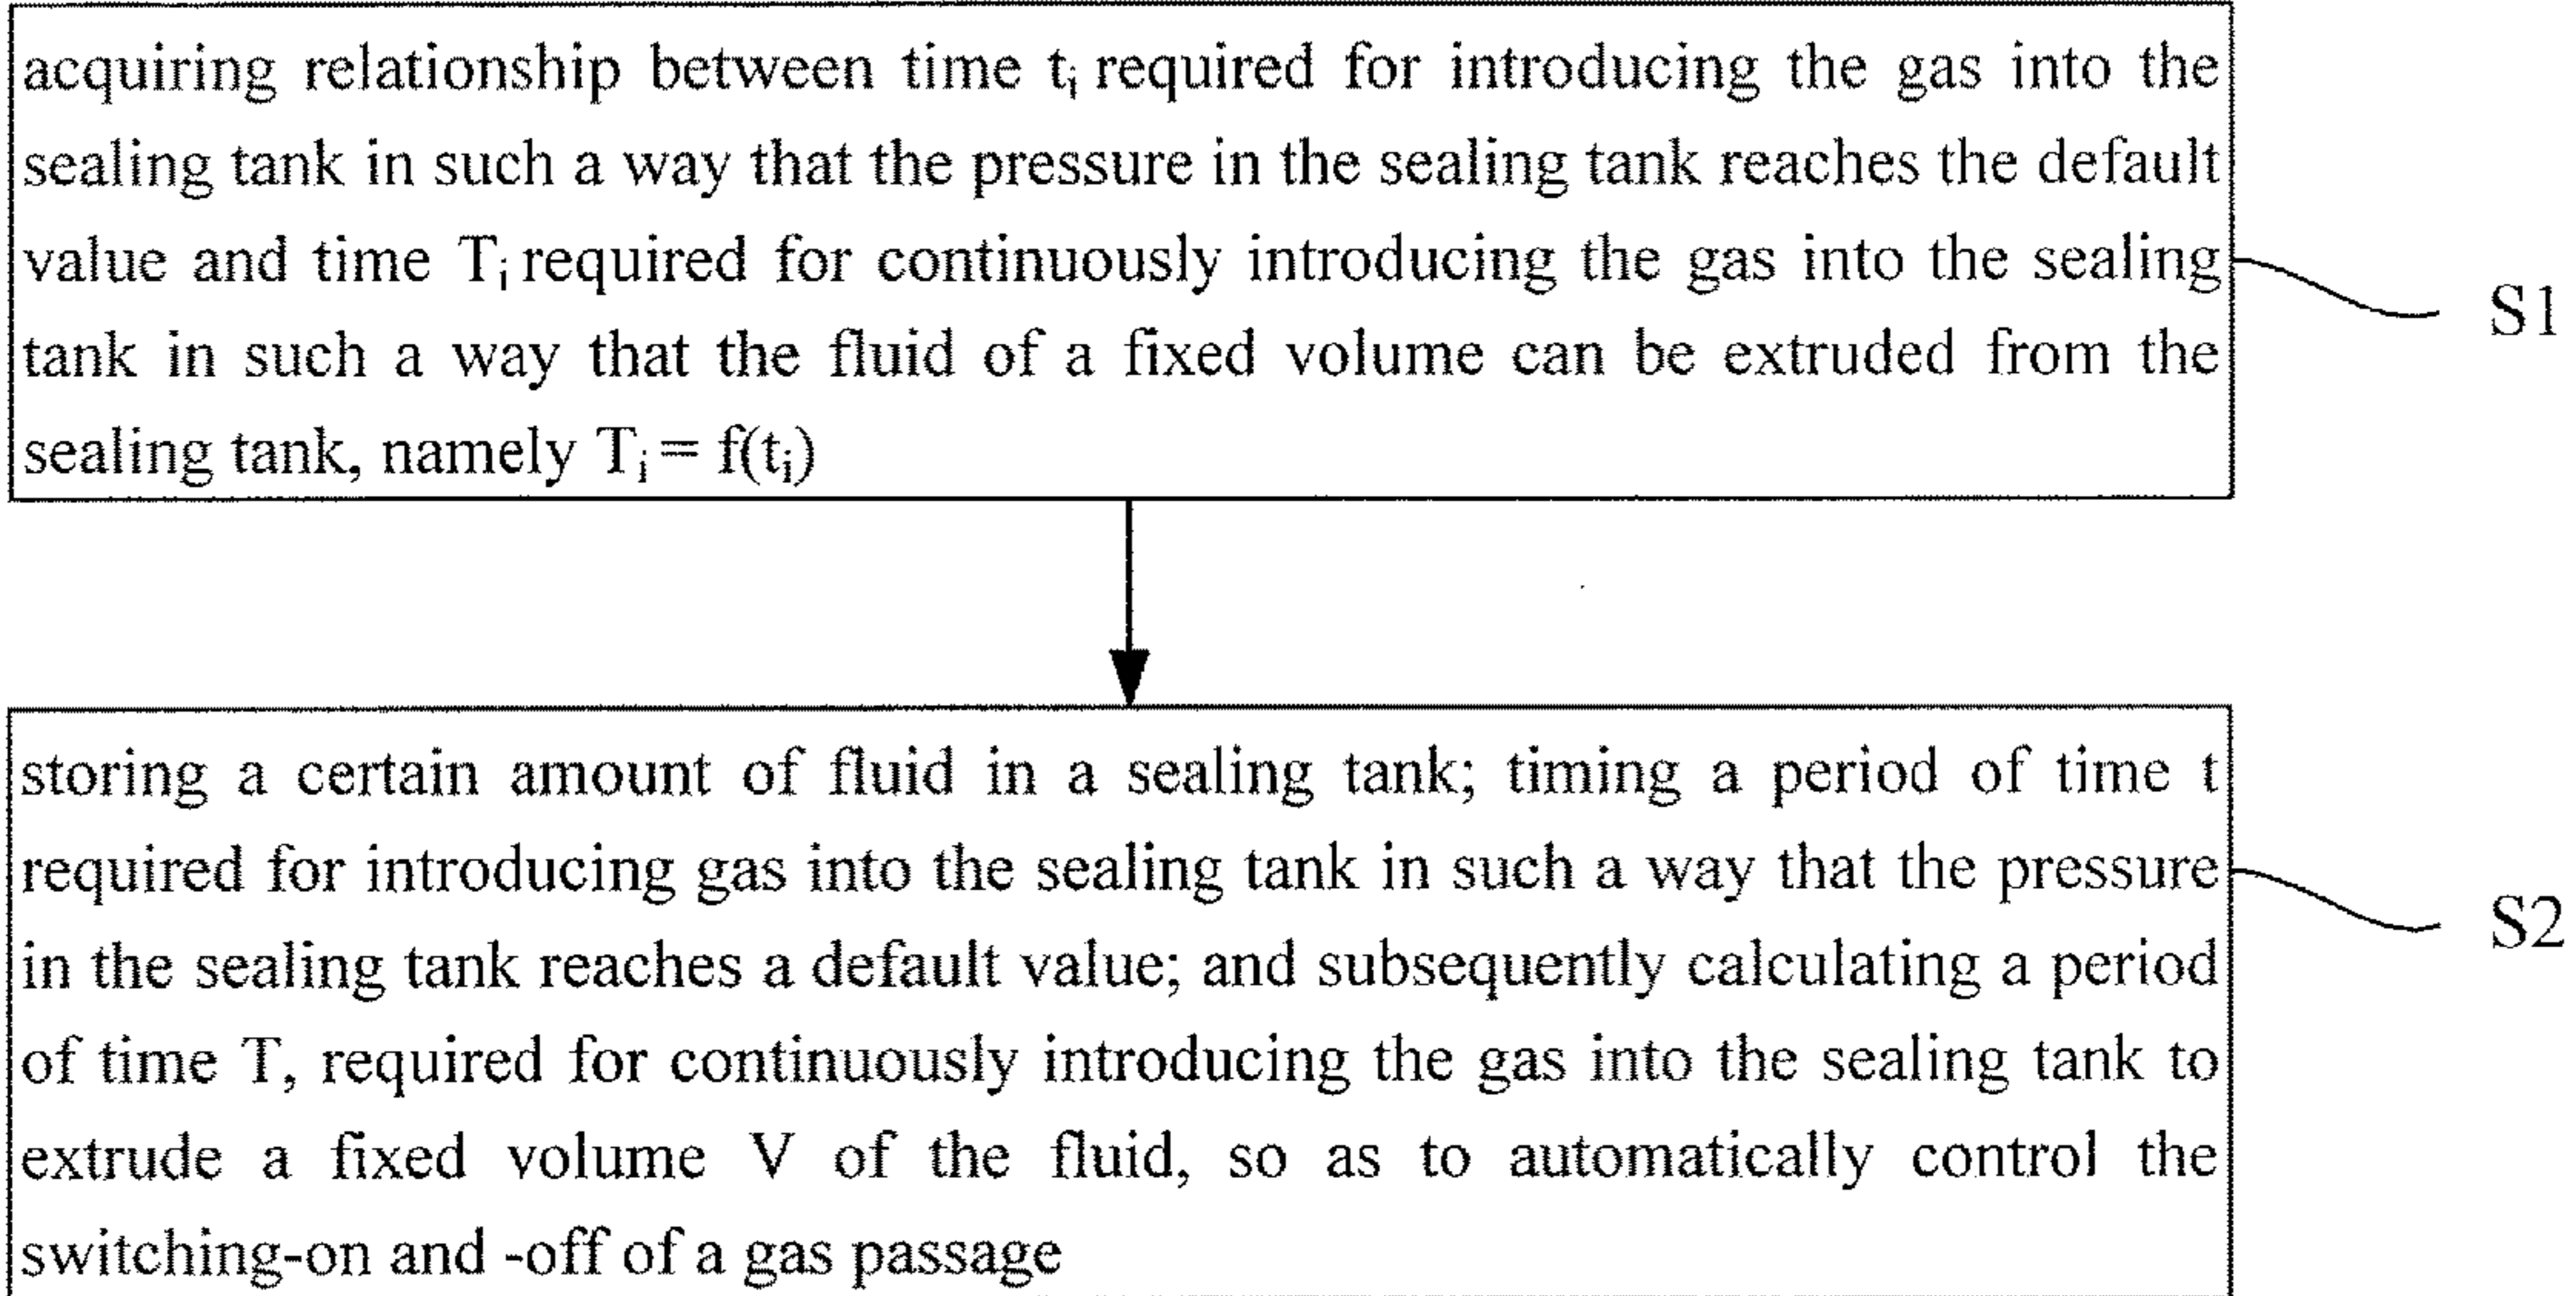 acquiring relationship between time tᵢ required for introducing the gas into the
sealing tank in such a way that the pressure in the sealing tank reaches the default
value and time Tᵢ required for continuously introducing the gas into the sealing
tank in such a way that the fluid of a fixed volume can be extruded from the
sealing tank, namely Tᵢ = f(tᵢ)
S1
storing a certain amount of fluid in a sealing tank; timing a period of time t
required for introducing gas into the sealing tank in such a way that the pressure
in the sealing tank reaches a default value; and subsequently calculating a period
of time T, required for continuously introducing the gas into the sealing tank to
extrude a fixed volume V of the fluid, so as to automatically control the
switching-on and -off of a gas passage
S2